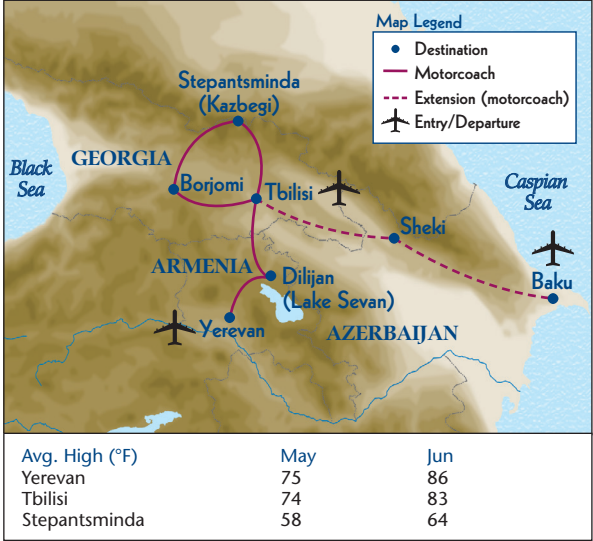 Map Legend
Destination
Motorcoach
Extension (motorcoach)
Entry/Departure
Stepantsminda
(Kazbegi)
GEORGIA
Black
Sea
Borjomi
Tbilisi
Caspian
Sea
Sheki
ARMENIA
Dilijan
(Lake Sevan)
Baku
Yerevan
AZERBAIJAN
Avg. High (°F) May Jun
Yerevan 75 86
Tbilisi 74 83
Stepantsminda 58 64